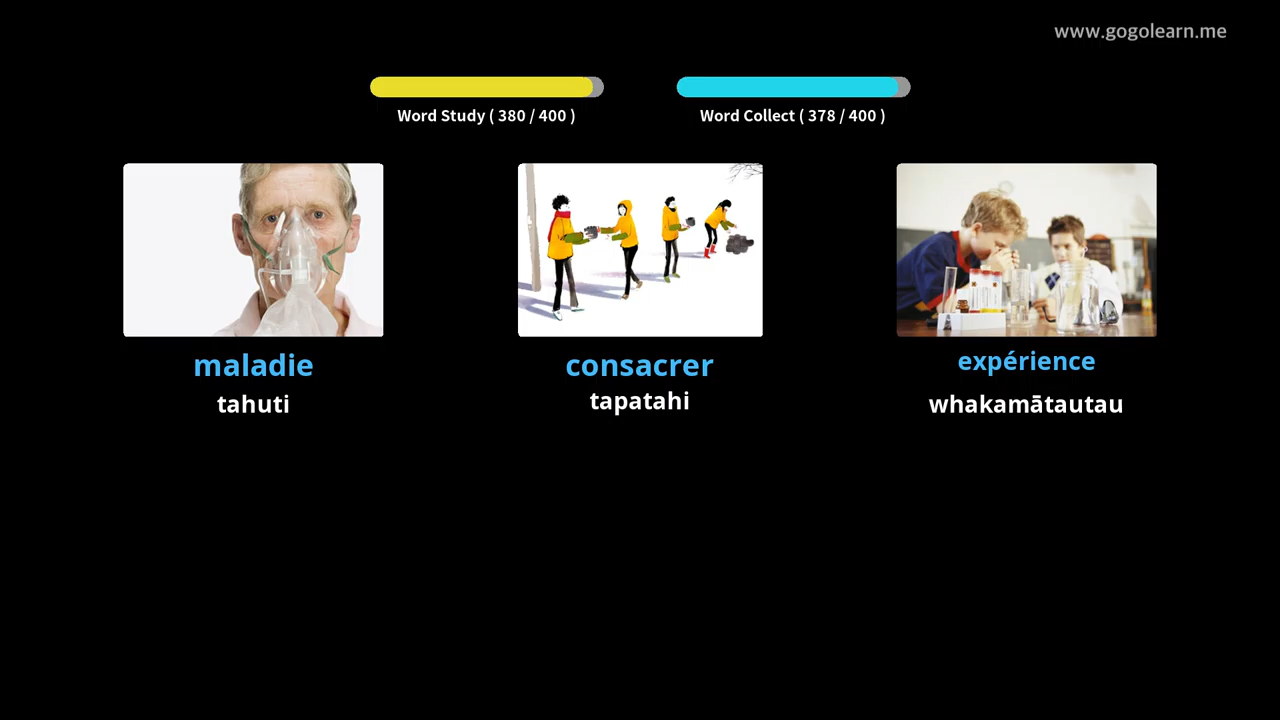 www.gogolearn.me
Word Study ( 380 / 400 )
Word Collect ( 378 / 400 )
maladie
consacrer
expérience
tahuti
tapatahi
whakamātautau